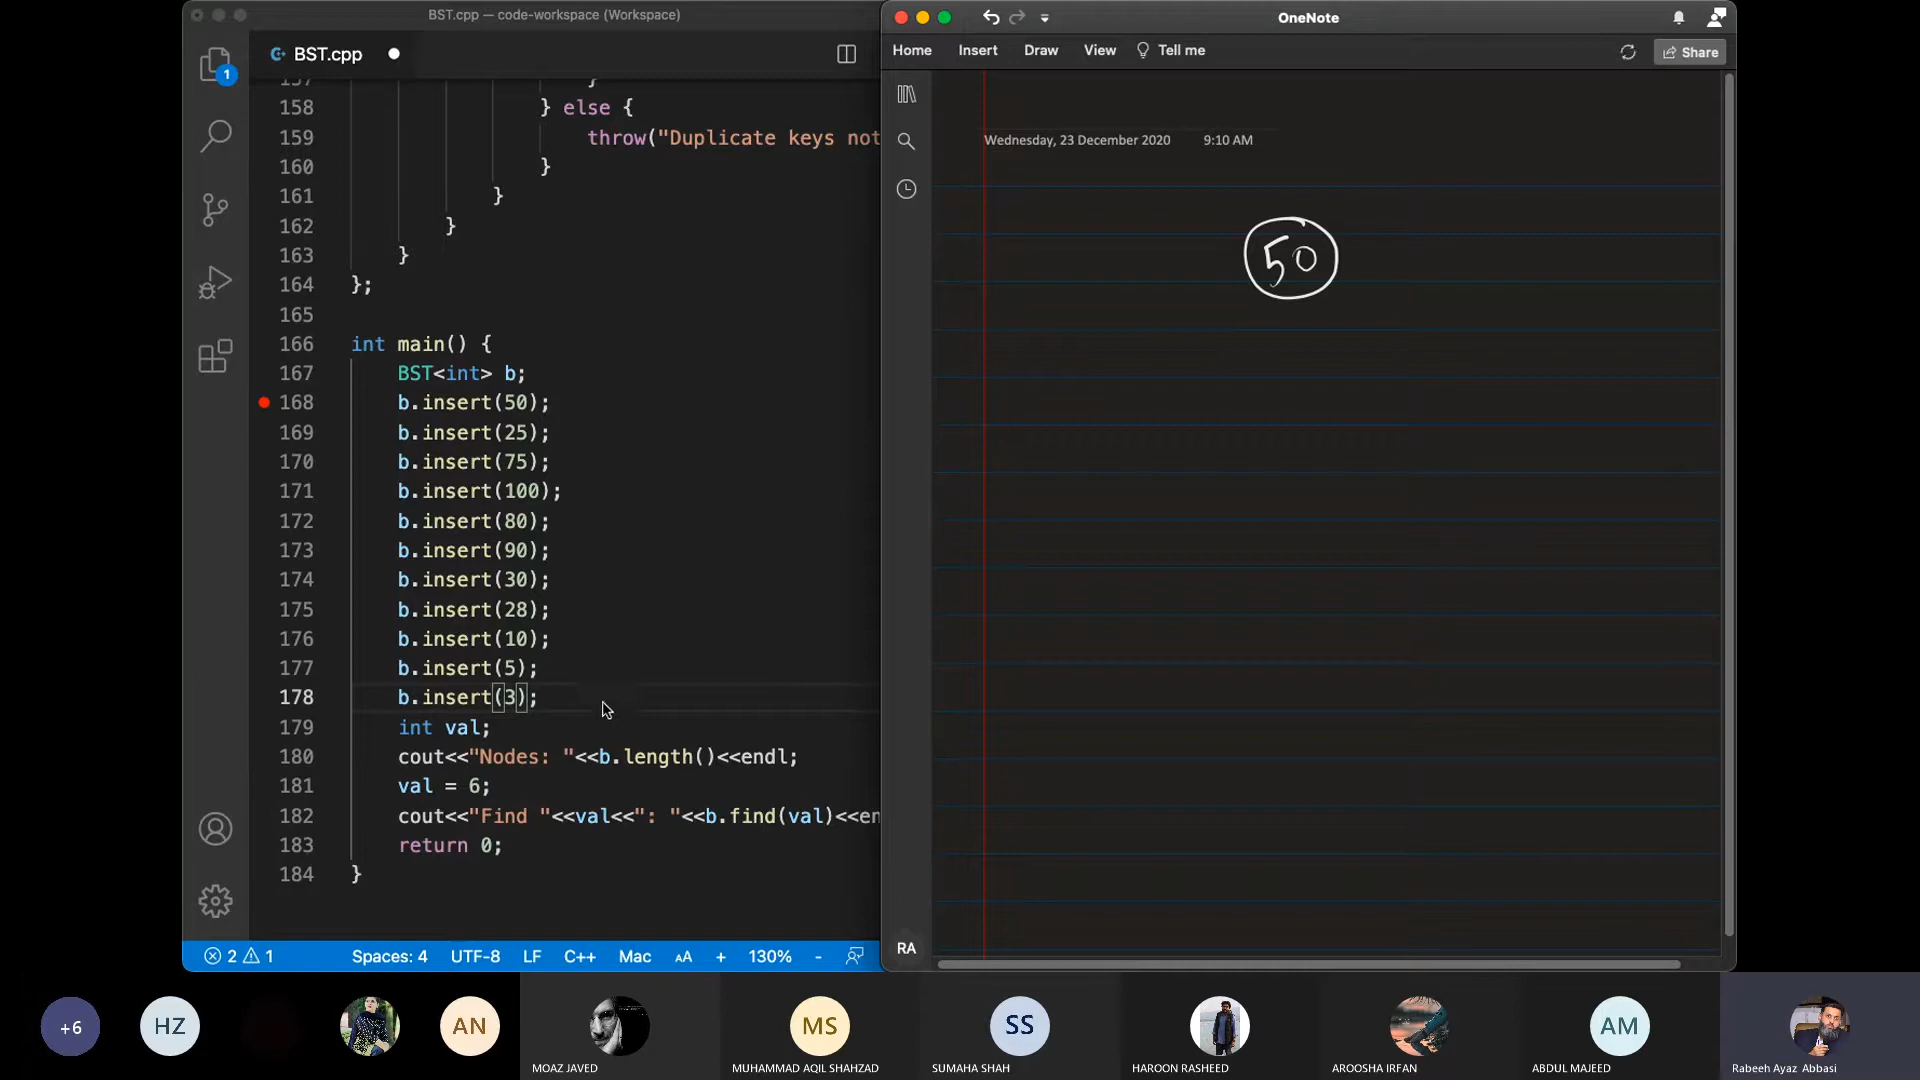 BST.cpp — code-workspace (Workspace)
BST.cpp
1
157 }
158 } else {
159 throw("Duplicate keys not
160 }
161 }
162 }
163 }
164 };
165
166 int main() {
167 BST<int> b;
168 b.insert(50);
169 b.insert(25);
170 b.insert(75);
171 b.insert(100);
172 b.insert(80);
173 b.insert(90);
174 b.insert(30);
175 b.insert(28);
176 b.insert(10);
177 b.insert(5);
178 b.insert(3);
179 int val;
180 cout<<"Nodes: "<<b.length()<<endl;
181 val = 6;
182 cout<<"Find "<<val<<": "<<b.find(val)<<en
183 return 0;
184 }
2 1 Spaces: 4 UTF-8 LF C++ Mac AA + 130% -
OneNote
Home Insert Draw View Tell me Share
Wednesday, 23 December 2020 9:10 AM
50
RA
+6 HZ AN MS SS AM
MOAZ JAVED MUHAMMAD AQIL SHAHZAD SUMAHA SHAH HAROON RASHEED AROOSHA IRFAN ABDUL MAJEED Rabeeh Ayaz Abbasi